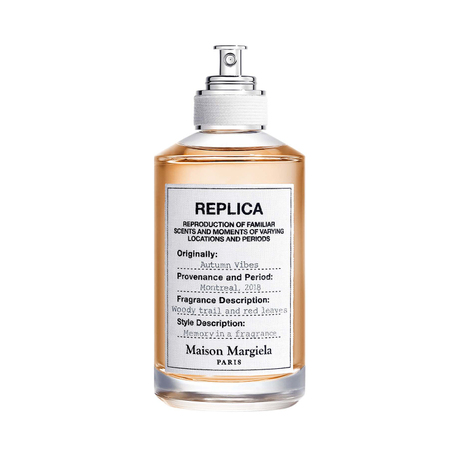 REPLICA
REPRODUCTION OF FAMILIAR
SCENTS AND MOMENTS OF VARYING
LOCATIONS AND PERIODS
Originally:
Autumn Vibes
Provenance and Period:
Montreal, 2018
Fragrance Description:
Woody trail and red leaves
Style Description:
Memory in a fragrance
Maison Margiela
PARIS